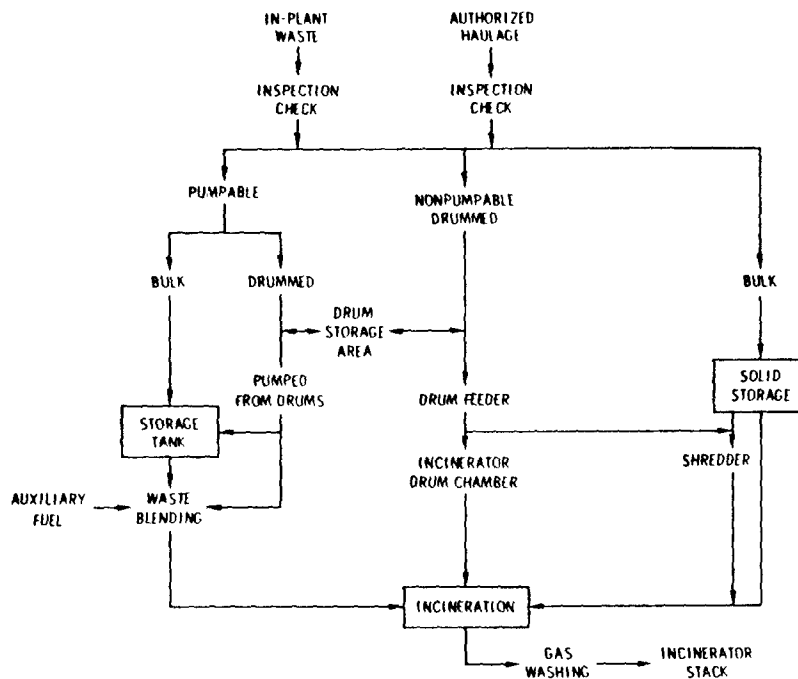 IN-PLANT
WASTE
AUTHORIZED
HAULAGE
INSPECTION
CHECK
INSPECTION
CHECK
PUMPABLE
NONPUMPABLE
DRUMMED
BULK
DRUMMED
BULK
DRUM
STORAGE
AREA
PUMPED
FROM DRUMS
DRUM FEEDER
SOLID
STORAGE
STORAGE
TANK
INCINERATOR
DRUM CHAMBER
SHREDDER
AUXILIARY
FUEL
WASTE
BLENDING
INCINERATION
GAS
WASHING
INCINERATOR
STACK